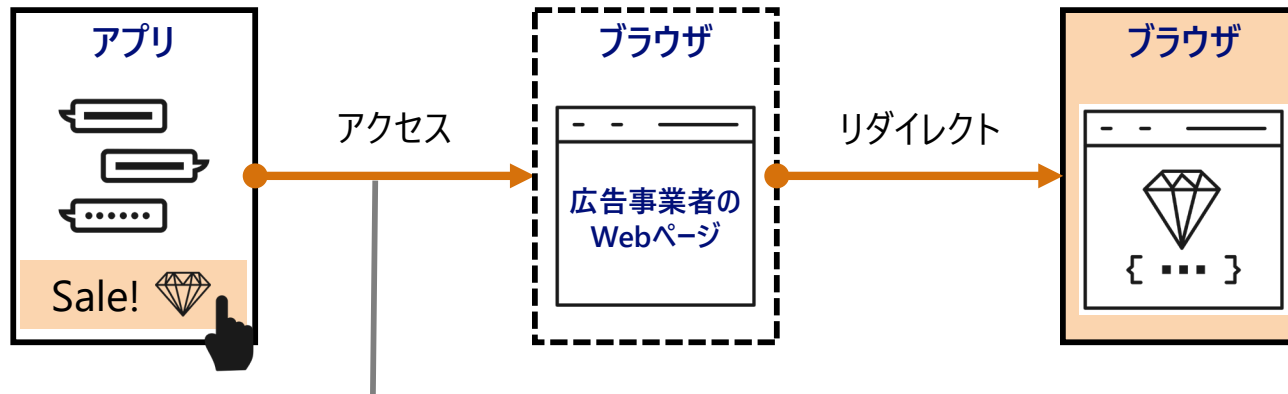 アプリ
Sale!
アクセス
ブラウザ
広告事業者の
Webページ
リダイレクト
ブラウザ
{ ... }